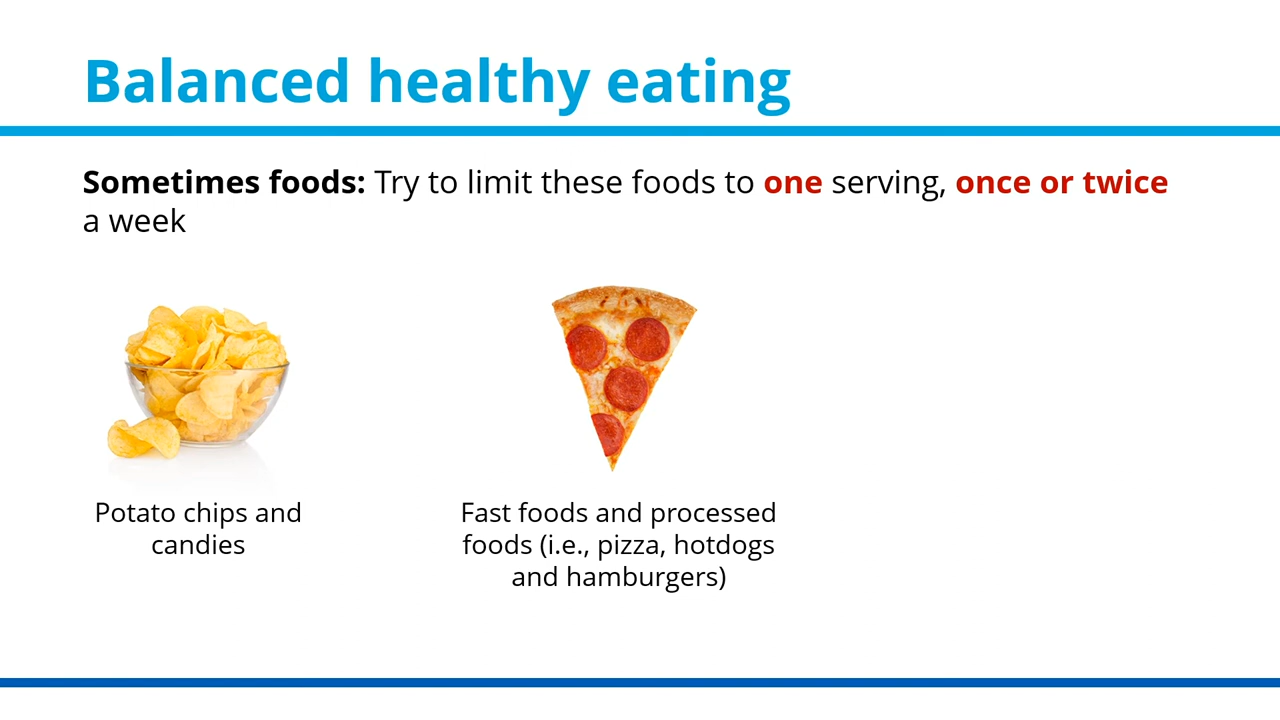 Balanced healthy eating
Sometimes foods: Try to limit these foods to one serving, once or twice
a week
Potato chips and
candies
Fast foods and processed
foods (i.e., pizza, hotdogs
and hamburgers)